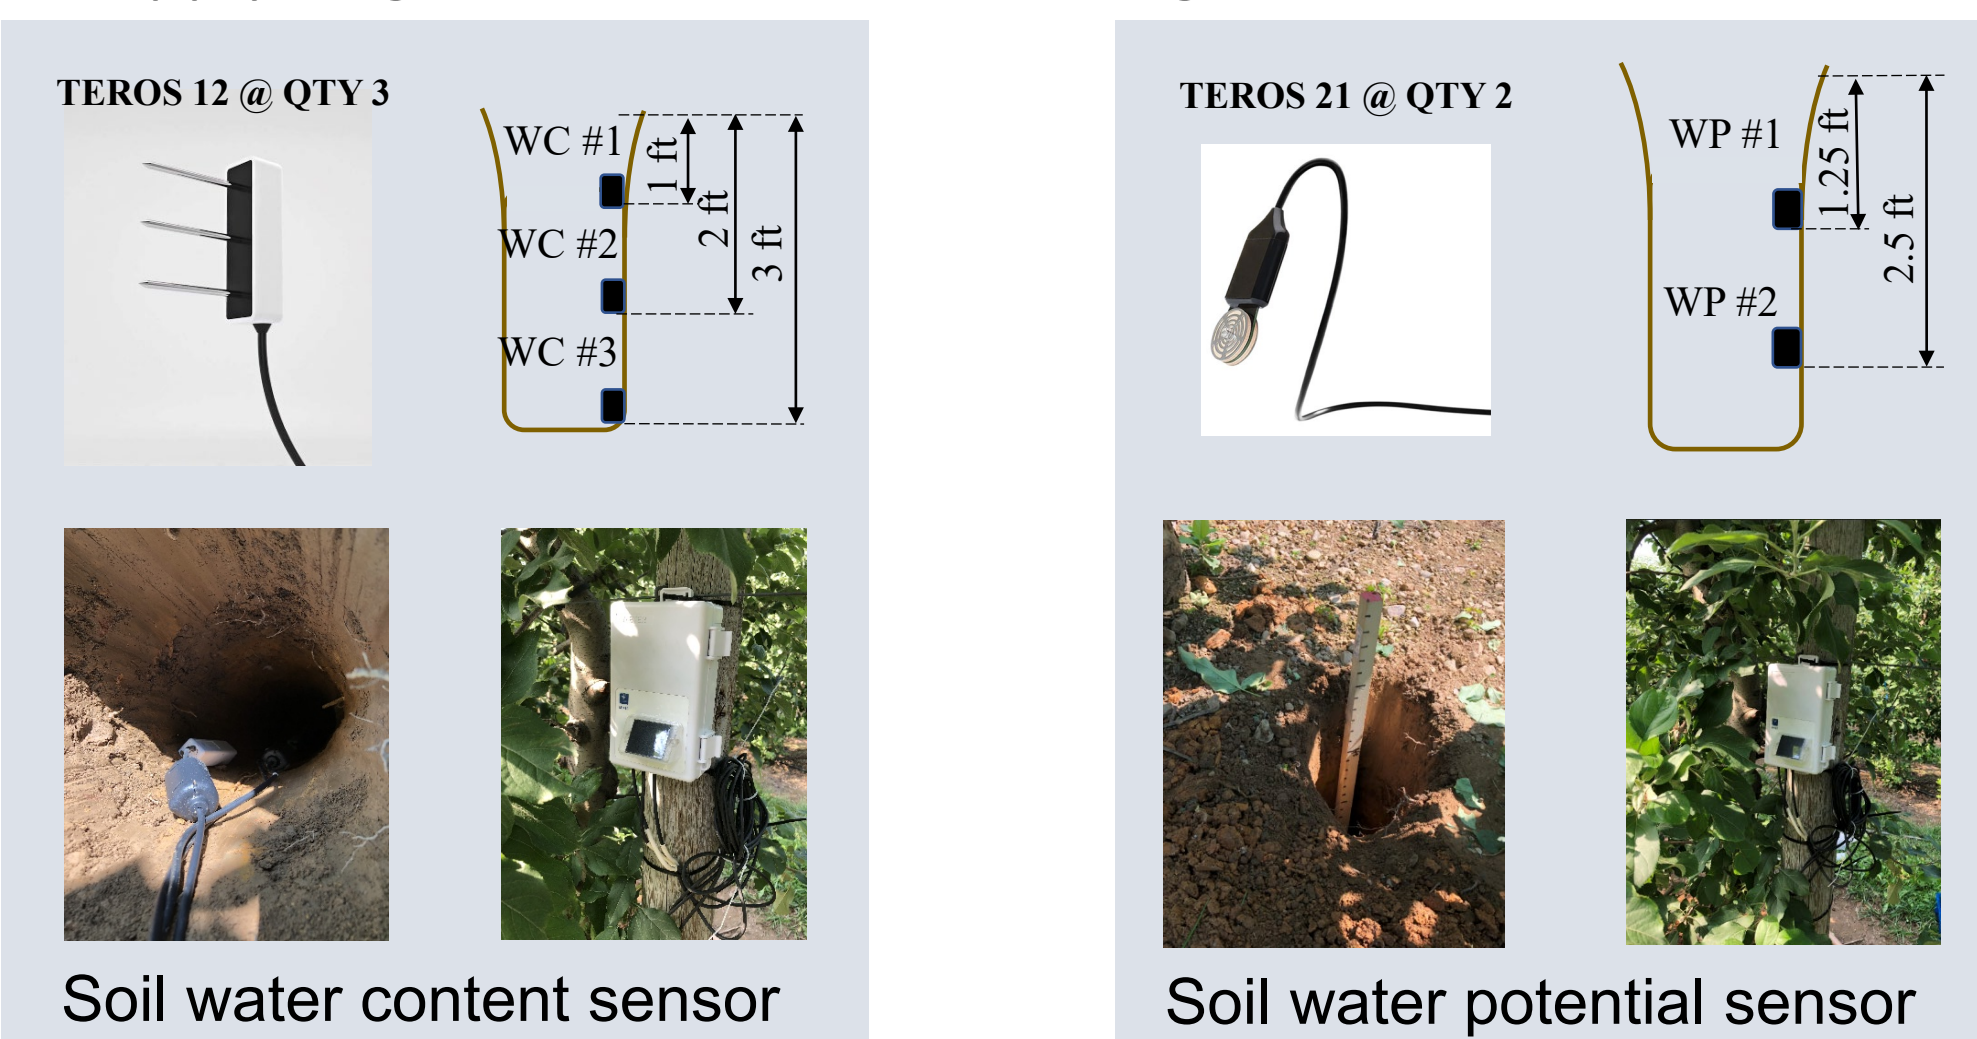 TEROS 12 @ QTY 3
WC #1
WC #2
WC #3
1 ft
2 ft
3 ft
Soil water content sensor
TEROS 21 @ QTY 2
WP #1
WP #2
1.25 ft
2.5 ft
Soil water potential sensor